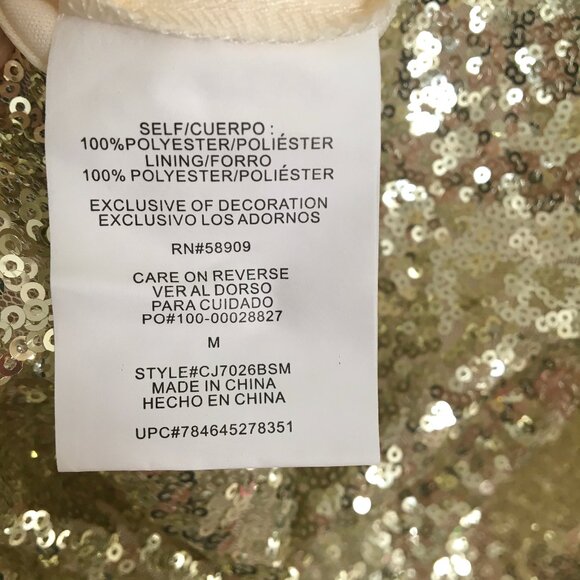 SELF/CUERPO :
100%POLYESTER/POLIÉSTER
LINING/FORRO
100% POLYESTER/POLIÉSTER
EXCLUSIVE OF DECORATION
EXCLUSIVO LOS ADORNOS
RN#58909
CARE ON REVERSE
VER AL DORSO
PARA CUIDADO
PO#100-00028827
M
STYLE#CJ7026BSM
MADE IN CHINA
HECHO EN CHINA
UPC#784645278351